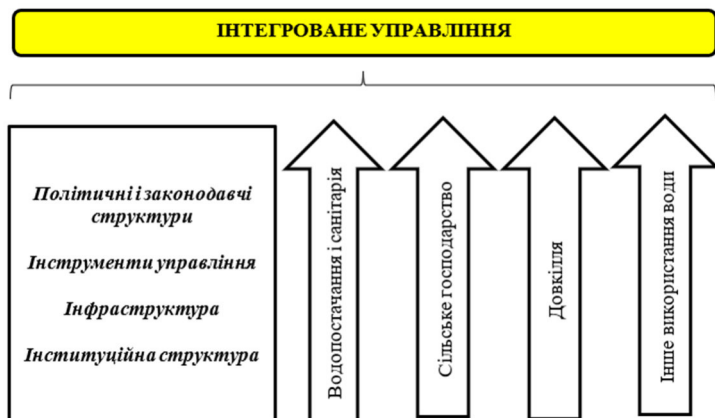 ІНТЕГРОВАНЕ УПРАВЛІННЯ
Політичні і законодавчі
структури
Інструменти управління
Інфраструктура
Інституційна структура
Водопостачання і санітарія
Сільське господарство
Довкілля
Інше використання води